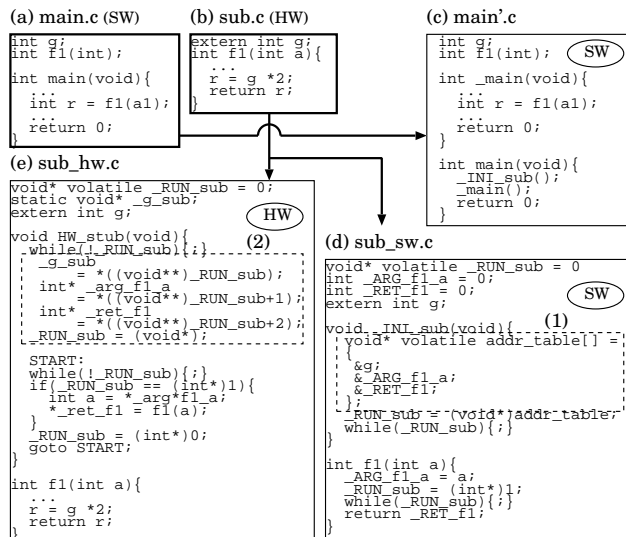 (a) main.c (SW)
int g;
int f1(int);
int main(void){
...
int r = f1(a1);
...
return 0;
}
(b) sub.c (HW)
extern int g;
int f1(int a){
...
r = g *2;
return r;
}
(c) main'.c
SW
int g;
int f1(int);
int _main(void){
...
int r = f1(a1);
...
return 0;
}
int main(void){
_INI_sub();
_main();
return 0;
}
(e) sub_hw.c
HW
void* volatile _RUN_sub = 0;
static void* _g_sub;
extern int g;
void HW_stub(void){
(2)
while(!_RUN_sub){;}
_g_sub
= *((void**)_RUN_sub);
int* _arg_f1_a
= *((void**)_RUN_sub+1);
int* _ret_f1
= *((void**)_RUN_sub+2);
_RUN_sub = (void*);
START:
while(!_RUN_sub){;}
if(_RUN_sub == (int*)1){
int a = *_arg*f1_a;
*_ret_f1 = f1(a);
}
_RUN_sub = (int*)0;
goto START;
}
int f1(int a){
...
r = g *2;
return r;
}
(d) sub_sw.c
SW
void* volatile _RUN_sub = 0
int _ARG_f1_a = 0;
int _RET_f1 = 0;
extern int g;
void _INI_sub(void){
(1)
void* volatile addr_table[] =
{
&g;
&_ARG_f1_a;
&_RET_f1;
};
_RUN_sub = (void*)addr_table;
while(_RUN_sub){;}
}
int f1(int a){
_ARG_f1_a = a;
_RUN_sub = (int*)1;
while(_RUN_sub){;}
return _RET_f1;
}